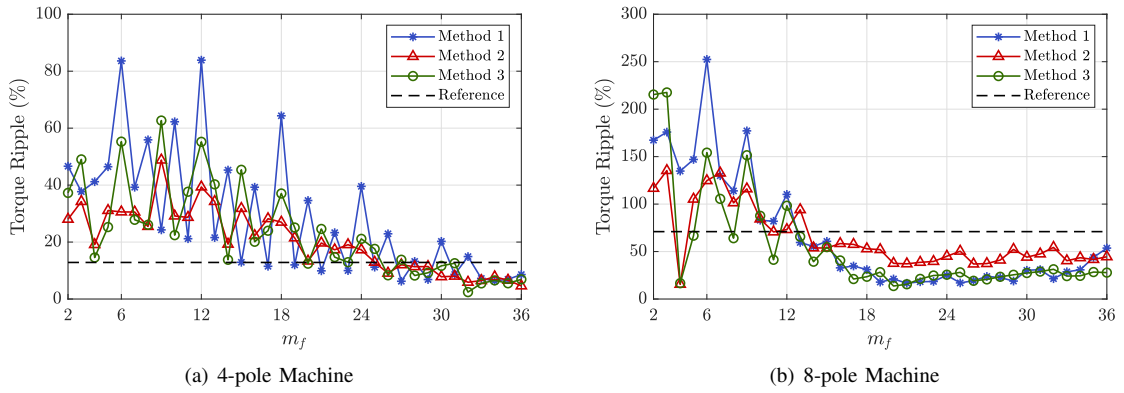 100
80
60
40
20
0
Torque Ripple (%)
2 6 12 18 24 30 36
m_f
Method 1
Method 2
Method 3
Reference
(a) 4-pole Machine
300
250
200
150
100
50
0
Torque Ripple (%)
2 6 12 18 24 30 36
m_f
Method 1
Method 2
Method 3
Reference
(b) 8-pole Machine